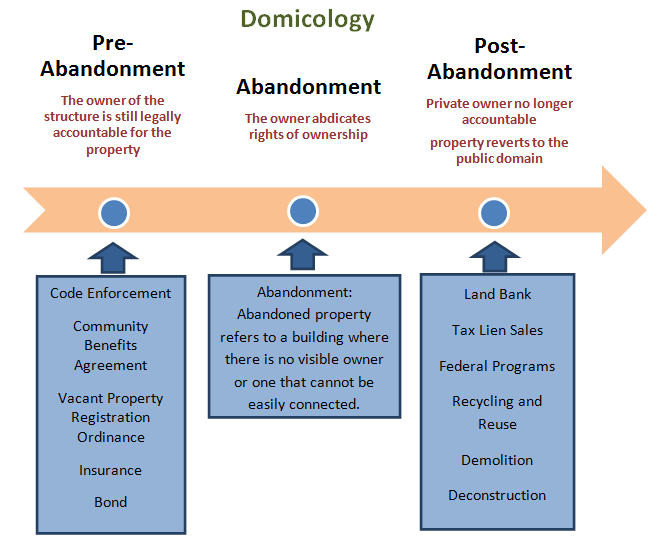 Domicology
Pre-
Abandonment
The owner of the
structure is still legally
accountable for the
property
Abandonment
The owner abdicates
rights of ownership
Post-
Abandonment
Private owner no longer
accountable
property reverts to the
public domain
Code Enforcement
Community
Benefits
Agreement
Vacant Property
Registration
Ordinance
Insurance
Bond
Abandonment:
Abandoned property
refers to a building where
there is no visible owner
or one that cannot be
easily connected.
Land Bank
Tax Lien Sales
Federal Programs
Recycling and
Reuse
Demolition
Deconstruction